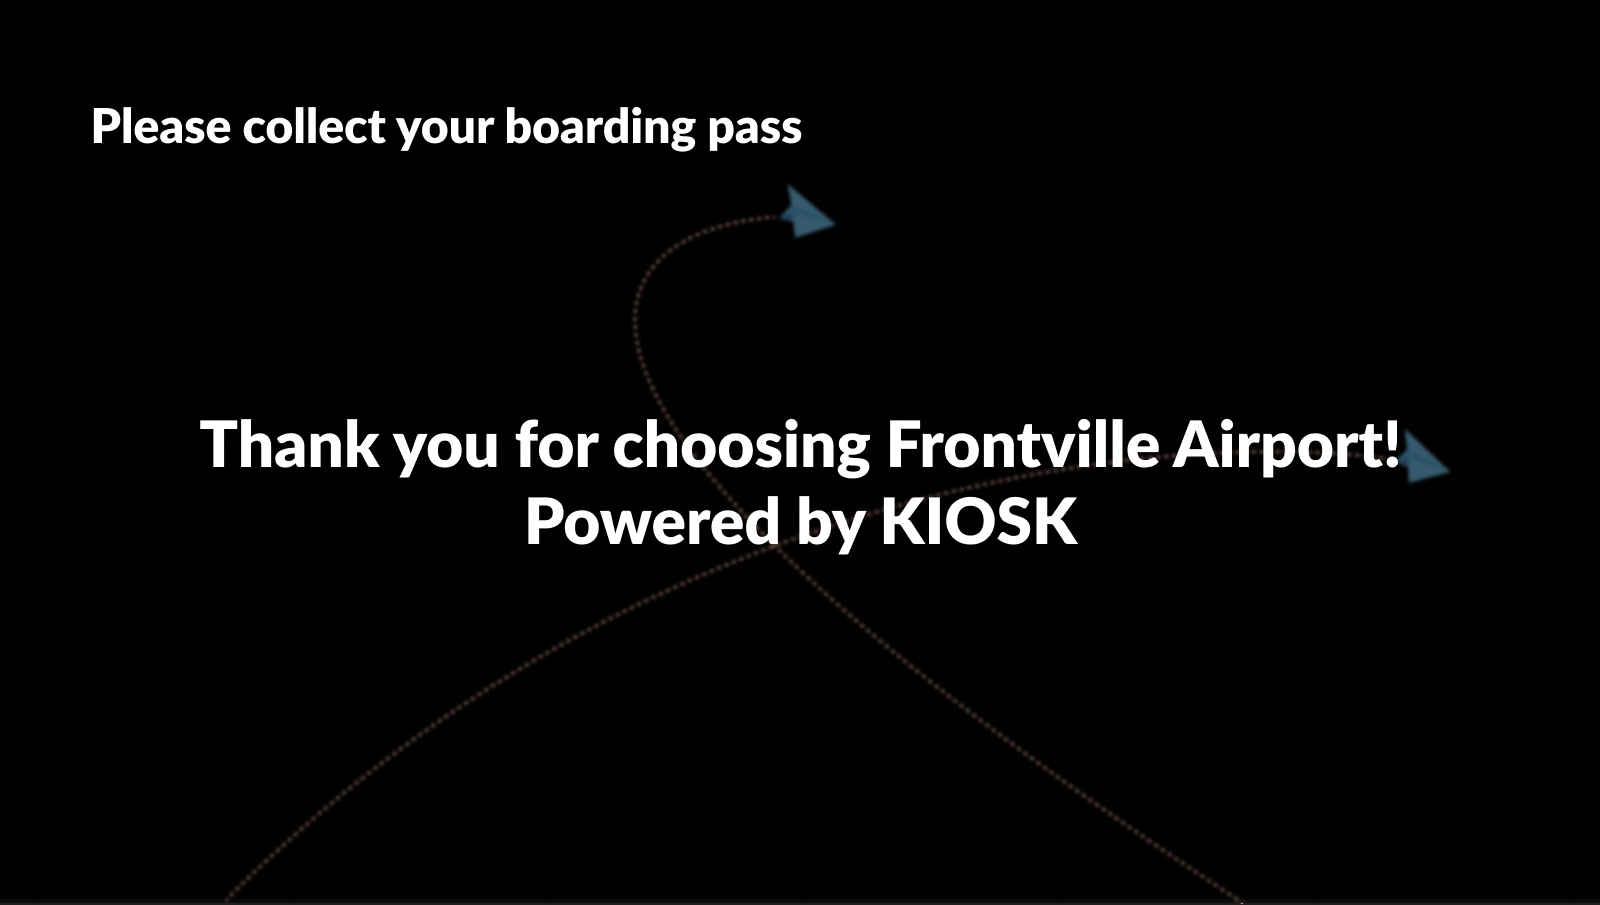 Please collect your boarding pass
Thank you for choosing Frontville Airport!
Powered by KIOSK